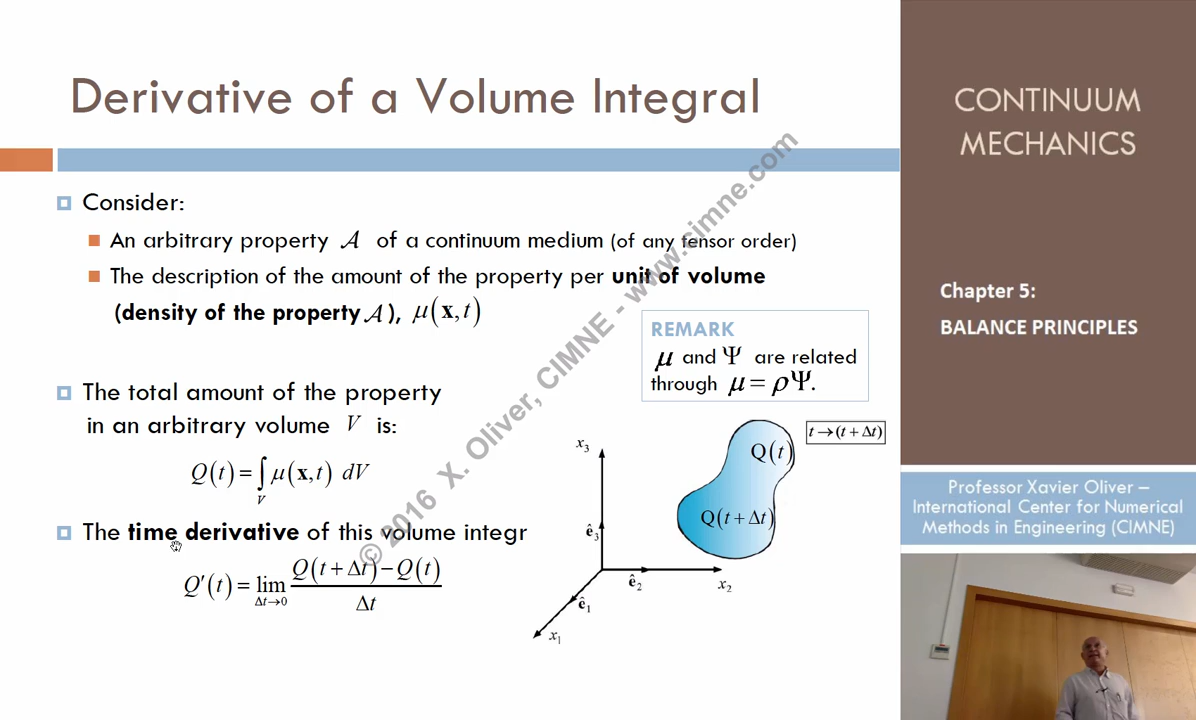 Derivative of a Volume Integral
Consider:
An arbitrary property 𝒜 of a continuum medium (of any tensor order)
The description of the amount of the property per unit of volume
(density of the property 𝒜), μ(x,t)
REMARK
μ and Ψ are related
through μ = ρΨ.
The total amount of the property
in an arbitrary volume V is:
Q(t) = ∫_V μ(x,t) dV
The time derivative of this volume integr
Q′(t) = lim_{Δt→0} (Q(t + Δt) − Q(t)) / Δt
t → (t + Δt)
Q(t)
Q(t + Δt)
x₃
ê₃
ê₂
x₂
ê₁
x₁
© 2016 X. Oliver, CIMNE - www.cimne.com
CONTINUUM
MECHANICS
Chapter 5:
BALANCE PRINCIPLES
Professor Xavier Oliver –
International Center for Numerical
Methods in Engineering (CIMNE)